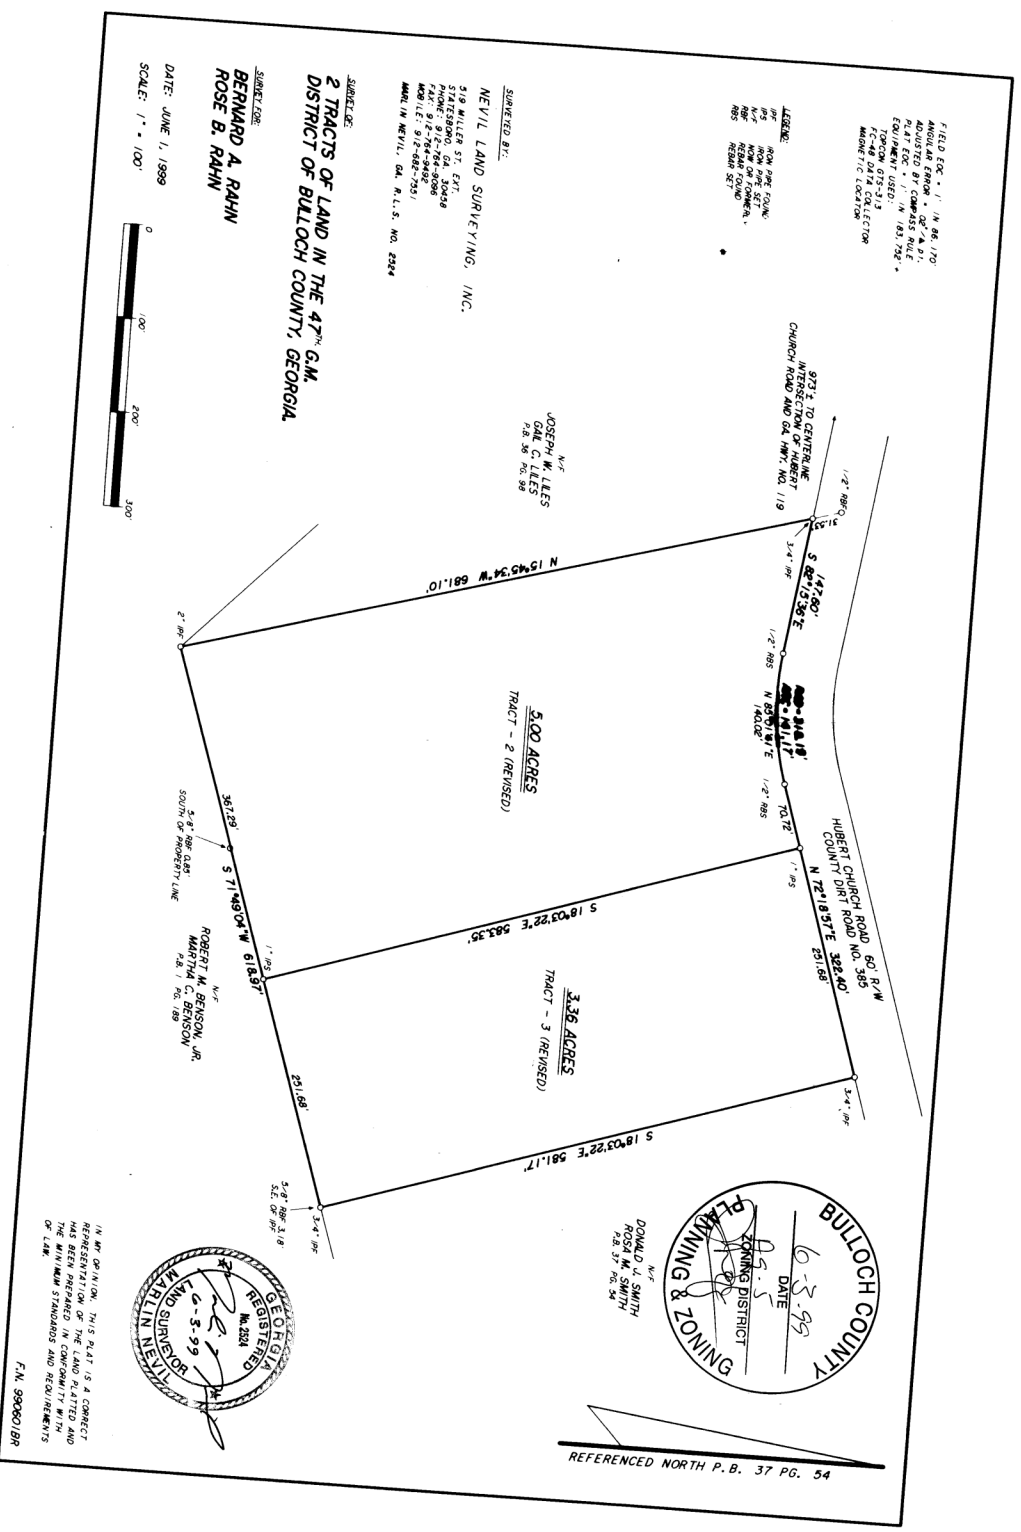 FIELD EOC = 1' IN 86,170'
ANGULAR ERROR = 02"/∡ pt.
ADJUSTED BY COMPASS RULE
PLAT EOC = 1' IN 183,752'+
EQUIPMENT USED:
TOPCON GTS-313
FC-48 DATA COLLECTOR
MAGNETIC LOCATOR
LEGEND:
IPF IRON PIPE FOUND
IPS IRON PIPE SET
N/F NOW OR FORMERLY
RBF REBAR FOUND
RBS REBAR SET
SURVEYED BY:
NEVIL LAND SURVEYING, INC.
519 MILLER ST. EXT.
STATESBORO, GA. 30458
PHONE: 912-764-9096
FAX: 912-764-9492
MOBILE: 912-682-7551
MARLIN NEVIL, GA. R.L.S. NO. 2524
SURVEY OF:
2 TRACTS OF LAND IN THE 47TH. G.M.
DISTRICT OF BULLOCH COUNTY, GEORGIA.
SURVEY FOR:
BERNARD A. RAHN
ROSE B. RAHN
DATE: JUNE 1, 1999
SCALE: 1" = 100'
0 100' 200' 300'
973' ± TO CENTERLINE
INTERSECTION OF HUBERT
CHURCH ROAD AND GA. HWY. NO. 119
1/2" RBF
31.53'
3/4" IPF
147.60'
S 82°15'36"E
1/2" RBS
141.17'
140.02'
1/2" RBS
70.72'
1" IPS
HUBERT CHURCH ROAD 60' R/W
COUNTY DIRT ROAD NO. 385
N 72°18'57"E 322.40'
251.68'
3/4" IPF
N/F
JOSEPH W. LILES
GAIL C. LILES
P.B. 36 PG. 98
N 15°45'34"W 681.10'
5.00 ACRES
TRACT - 2 (REVISED)
S 18°03'22"E 583.35'
3.36 ACRES
TRACT - 3 (REVISED)
S 18°03'22"E 581.17'
2" IPF
367.29'
5/8" RBF 0.85'
SOUTH OF PROPERTY LINE
S 71°49'04"W 618.97'
1" IPS
251.68'
5/8" RBF 3.18'
S.E. OF IPF
3/4" IPF
N/F
ROBERT M. BENSON, JR.
MARTHA C. BENSON
P.B. 1 PG. 189
N/F
DONALD J. SMITH
ROSA M. SMITH
P.B. 37 PG. 54
BULLOCH COUNTY
6-3-99
DATE
ZONING DISTRICT
PLANNING & ZONING
REFERENCED NORTH P.B. 37 PG. 54
GEORGIA
REGISTERED
No. 2524
6-3-99
LAND SURVEYOR
MARLIN NEVIL
IN MY OPINION, THIS PLAT IS A CORRECT
REPRESENTATION OF THE LAND PLATTED AND
HAS BEEN PREPARED IN CONFORMITY WITH
THE MINIMUM STANDARDS AND REQUIREMENTS
OF LAW.
F.N. 990601BR